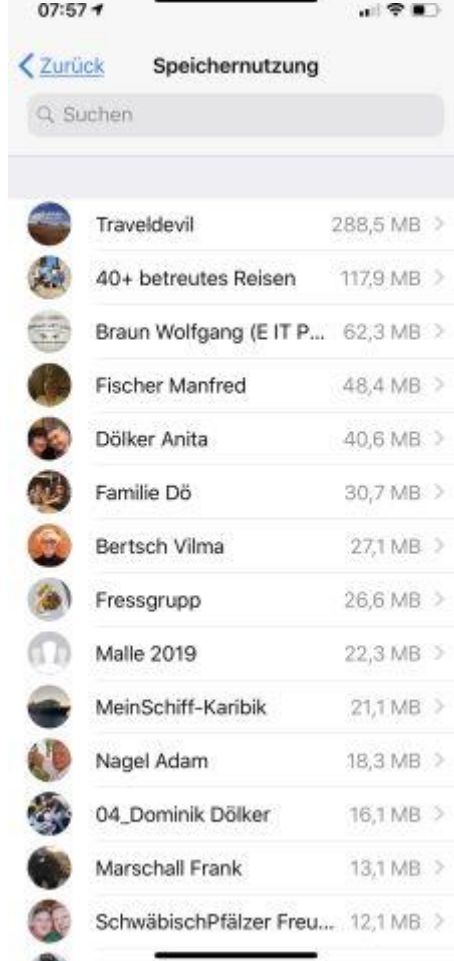 07:57
Zurück Speichernutzung
Suchen
Traveldevil 288,5 MB
40+ betreutes Reisen 117,9 MB
Braun Wolfgang (E IT P... 62,3 MB
Fischer Manfred 48,4 MB
Dölker Anita 40,6 MB
Familie Dö 30,7 MB
Bertsch Vilma 27,1 MB
Fressgrupp 26,6 MB
Malle 2019 22,3 MB
MeinSchiff-Karibik 21,1 MB
Nagel Adam 18,3 MB
04_Dominik Dölker 16,1 MB
Marschall Frank 13,1 MB
SchwäbischPfälzer Freu... 12,1 MB